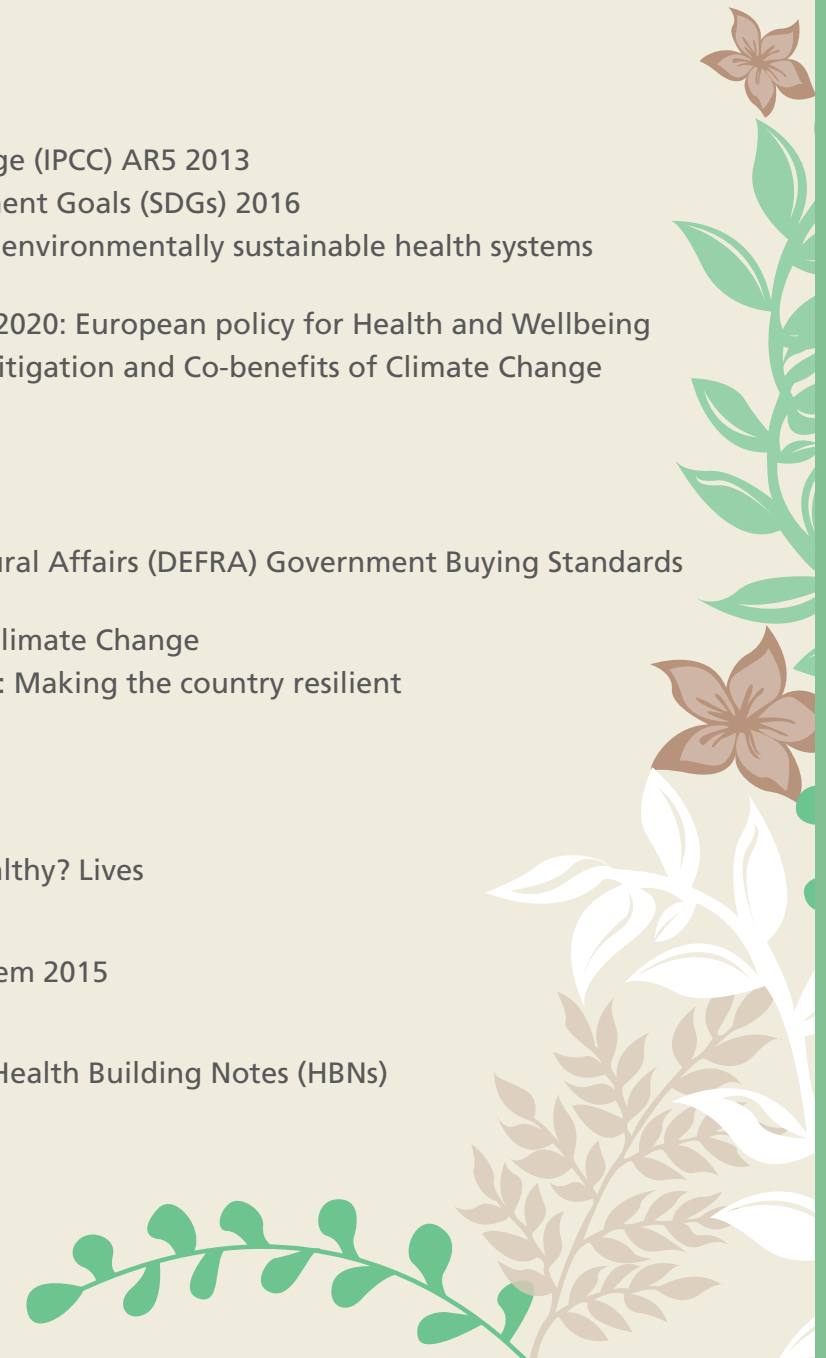 ge (IPCC) AR5 2013
nent Goals (SDGs) 2016
environmentally sustainable health systems
2020: European policy for Health and Wellbeing
itigation and Co-benefits of Climate Change
ural Affairs (DEFRA) Government Buying Standards
limate Change
: Making the country resilient
lthy? Lives
em 2015
Health Building Notes (HBNs)